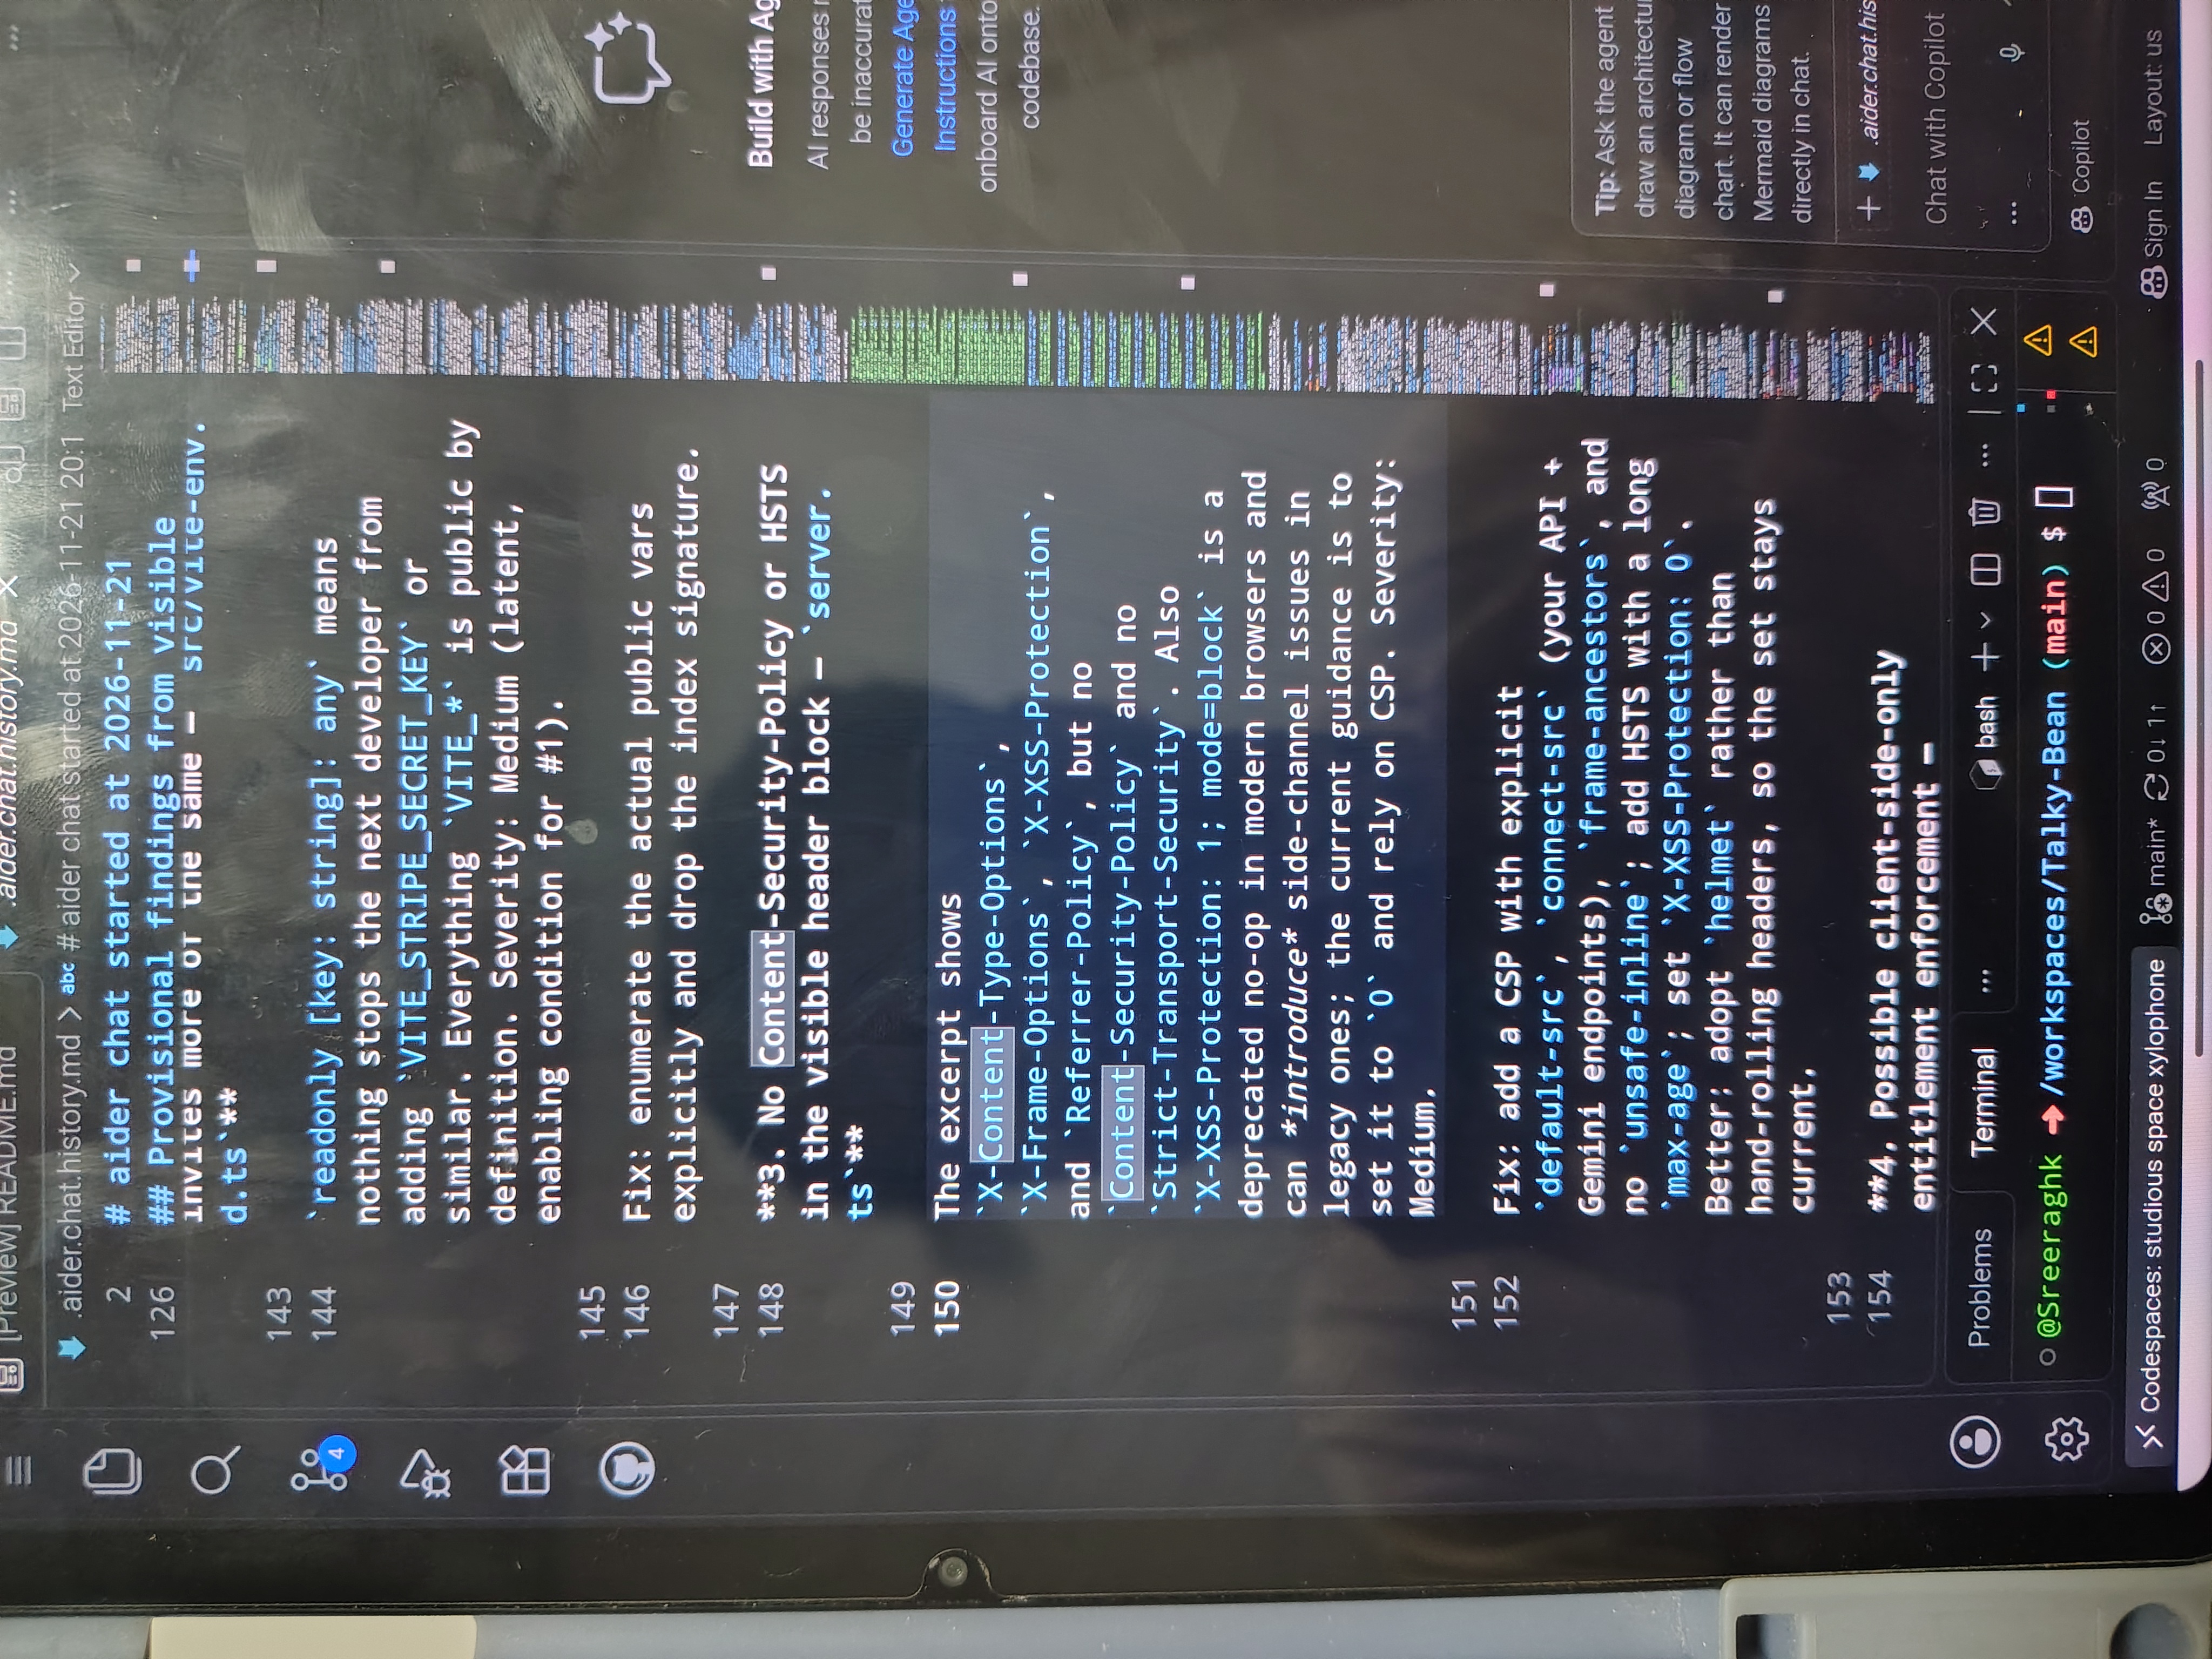 [Preview] README.md
.aider.chat.history.md
.aider.chat.history.md > abc # aider chat started at 2026-11-21 20:1
Text Editor
2 # aider chat started at 2026-11-21
126 ## Provisional findings from visible
invites more of the same — `src/vite-env.
d.ts`**
143
144 `readonly [key: string]: any` means
nothing stops the next developer from
adding `VITE_STRIPE_SECRET_KEY` or
similar. Everything `VITE_*` is public by
definition. Severity: Medium (latent,
enabling condition for #1).
145
146 Fix: enumerate the actual public vars
explicitly and drop the index signature.
147
148 **3. No Content-Security-Policy or HSTS
in the visible header block — `server.
ts`**
149
150 The excerpt shows
`X-Content-Type-Options`,
`X-Frame-Options`, `X-XSS-Protection`,
and `Referrer-Policy`, but no
`Content-Security-Policy` and no
`Strict-Transport-Security`. Also
`X-XSS-Protection: 1; mode=block` is a
deprecated no-op in modern browsers and
can *introduce* side-channel issues in
legacy ones; the current guidance is to
set it to `0` and rely on CSP. Severity:
Medium.
151
152 Fix: add a CSP with explicit
`default-src`, `connect-src` (your API +
Gemini endpoints), `frame-ancestors`, and
no `unsafe-inline`; add HSTS with a long
`max-age`; set `X-XSS-Protection: 0`.
Better: adopt `helmet` rather than
hand-rolling headers, so the set stays
current.
153
154 **4. Possible client-side-only
entitlement enforcement —
4
Build with Ag
AI responses
be inaccurat
Generate Age
Instructions
onboard AI onto
codebase.
Tip: Ask the agent
draw an architectu
diagram or flow
chart. It can render
Mermaid diagrams
directly in chat.
.aider.chat.his
Chat with Copilot
Copilot
Problems
Terminal
bash
@Sreeraghk ➜ /workspaces/Talky-Bean (main) $
Codespaces: studious space xylophone
main*
0↓ 1↑
0
0
0
Sign In
Layout: us